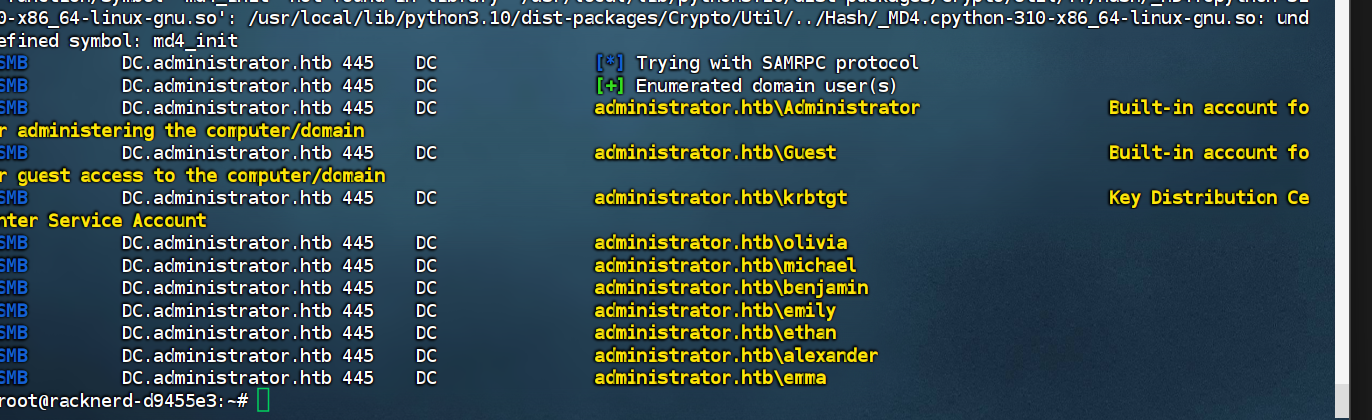 0-x86_64-linux-gnu.so': /usr/local/lib/python3.10/dist-packages/Crypto/Util/../Hash/_MD4.cpython-310-x86_64-linux-gnu.so: und
efined symbol: md4_init
SMB DC.administrator.htb 445 DC [*] Trying with SAMRPC protocol
SMB DC.administrator.htb 445 DC [+] Enumerated domain user(s)
SMB DC.administrator.htb 445 DC administrator.htb\Administrator Built-in account fo
r administering the computer/domain
SMB DC.administrator.htb 445 DC administrator.htb\Guest Built-in account fo
r guest access to the computer/domain
SMB DC.administrator.htb 445 DC administrator.htb\krbtgt Key Distribution Ce
nter Service Account
SMB DC.administrator.htb 445 DC administrator.htb\olivia
SMB DC.administrator.htb 445 DC administrator.htb\michael
SMB DC.administrator.htb 445 DC administrator.htb\benjamin
SMB DC.administrator.htb 445 DC administrator.htb\emily
SMB DC.administrator.htb 445 DC administrator.htb\ethan
SMB DC.administrator.htb 445 DC administrator.htb\alexander
SMB DC.administrator.htb 445 DC administrator.htb\emma
root@racknerd-d9455e3:~#